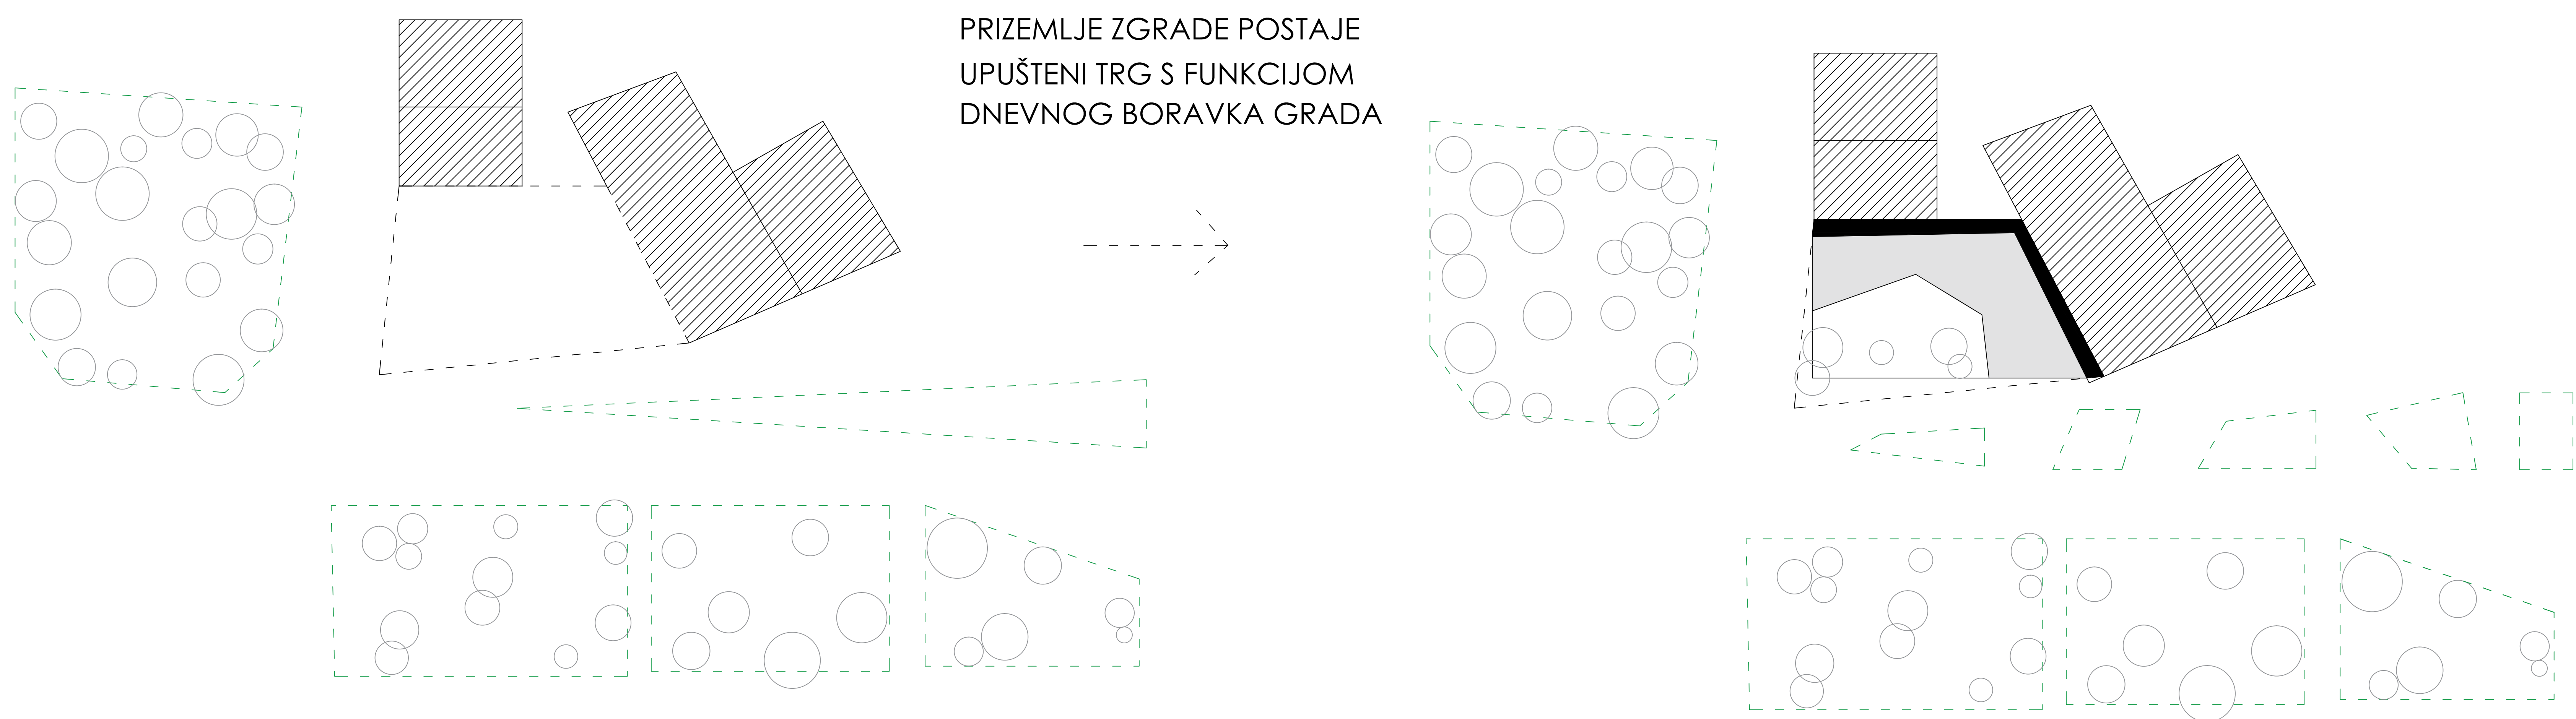 PRIZEMLJE ZGRADE POSTAJE
UPUŠTENI TRG S FUNKCIJOM
DNEVNOG BORAVKA GRADA